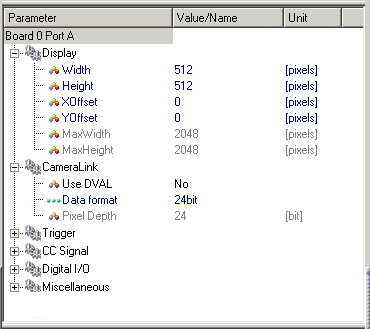 Parameter Value/Name Unit
Board 0 Port A
Display
Width 512 [pixels]
Height 512 [pixels]
XOffset 0 [pixels]
YOffset 0 [pixels]
MaxWidth 2048 [pixels]
MaxHeight 2048 [pixels]
CameraLink
Use DVAL No
Data format 24bit
Pixel Depth 24 [bit]
Trigger
CC Signal
Digital I/O
Miscellaneous